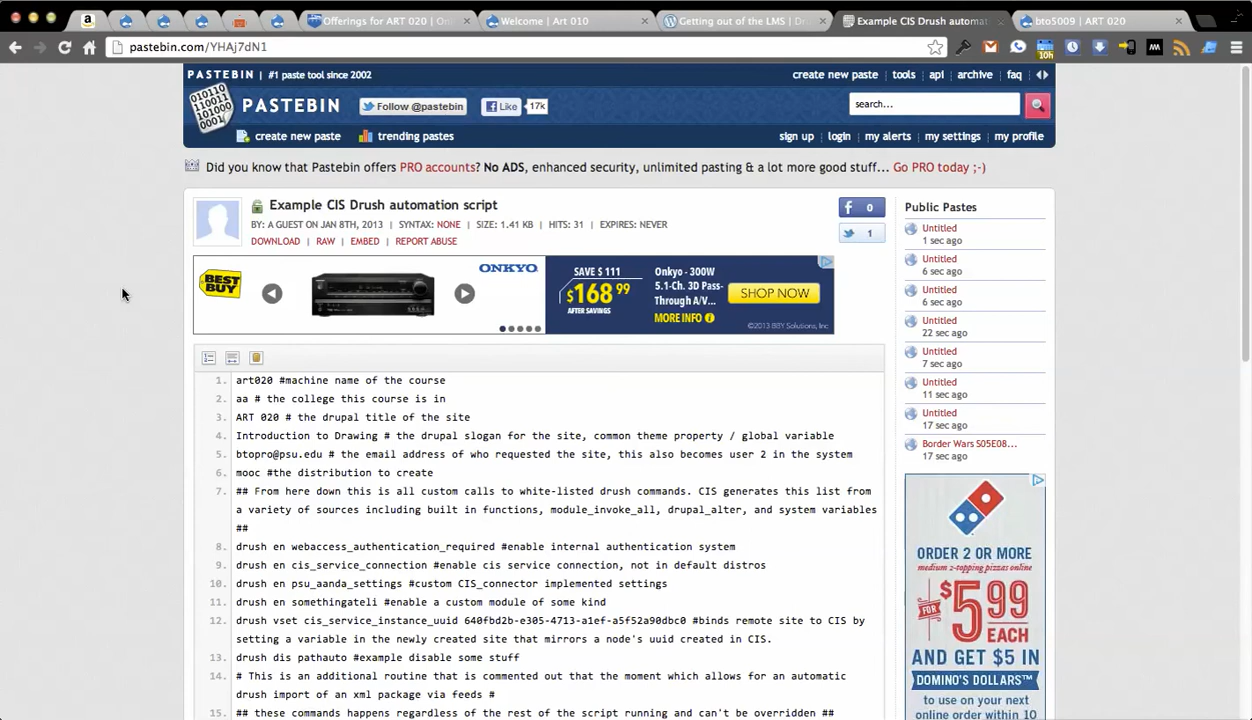 Offerings for ART 020 | Onl
Welcome | Art 010
Getting out of the LMS | Dr
Example CIS Drush automat
bto5009 | ART 020
pastebin.com/YHAj7dN1
10h
PASTEBIN | #1 paste tool since 2002
create new paste tools api archive faq
PASTEBIN
Follow @pastebin
Like 17k
search...
create new paste trending pastes
sign up | login | my alerts | my settings | my profile
Did you know that Pastebin offers PRO accounts? No ADS, enhanced security, unlimited pasting & a lot more good stuff... Go PRO today ;-)
Example CIS Drush automation script
BY: A GUEST ON JAN 8TH, 2013 | SYNTAX: NONE | SIZE: 1.41 KB | HITS: 31 | EXPIRES: NEVER
DOWNLOAD | RAW | EMBED | REPORT ABUSE
0
1
BEST BUY
ONKYO
SAVE $ 111
$168 99
AFTER SAVINGS
Onkyo - 300W
5.1-Ch. 3D Pass-
Through A/V...
MORE INFO
SHOP NOW
©2013 BBY Solutions, Inc
1. art020 #machine name of the course
2. aa # the college this course is in
3. ART 020 # the drupal title of the site
4. Introduction to Drawing # the drupal slogan for the site, common theme property / global variable
5. btopro@psu.edu # the email address of who requested the site, this also becomes user 2 in the system
6. mooc #the distribution to create
7. ## From here down this is all custom calls to white-listed drush commands. CIS generates this list from
a variety of sources including built in functions, module_invoke_all, drupal_alter, and system variables
##
8. drush en webaccess_authentication_required #enable internal authentication system
9. drush en cis_service_connection #enable cis service connection, not in default distros
10. drush en psu_aanda_settings #custom CIS_connector implemented settings
11. drush en somethingateli #enable a custom module of some kind
12. drush vset cis_service_instance_uuid 640fbd2b-e305-4713-a1ef-a5f52a90dbc0 #binds remote site to CIS by
setting a variable in the newly created site that mirrors a node's uuid created in CIS.
13. drush dis pathauto #example disable some stuff
14. # This is an additional routine that is commented out that the moment which allows for an automatic
drush import of an xml package via feeds #
15. ## these commands happens regardless of the rest of the script running and can't be overridden ##
Public Pastes
Untitled
1 sec ago
Untitled
6 sec ago
Untitled
6 sec ago
Untitled
22 sec ago
Untitled
7 sec ago
Untitled
11 sec ago
Untitled
17 sec ago
Border Wars S05E08...
17 sec ago
ORDER 2 OR MORE
medium 2-topping pizzas online
FOR $5.99 EACH
AND GET $5 IN
DOMINO'S DOLLARS™
to use on your next
online order within 10